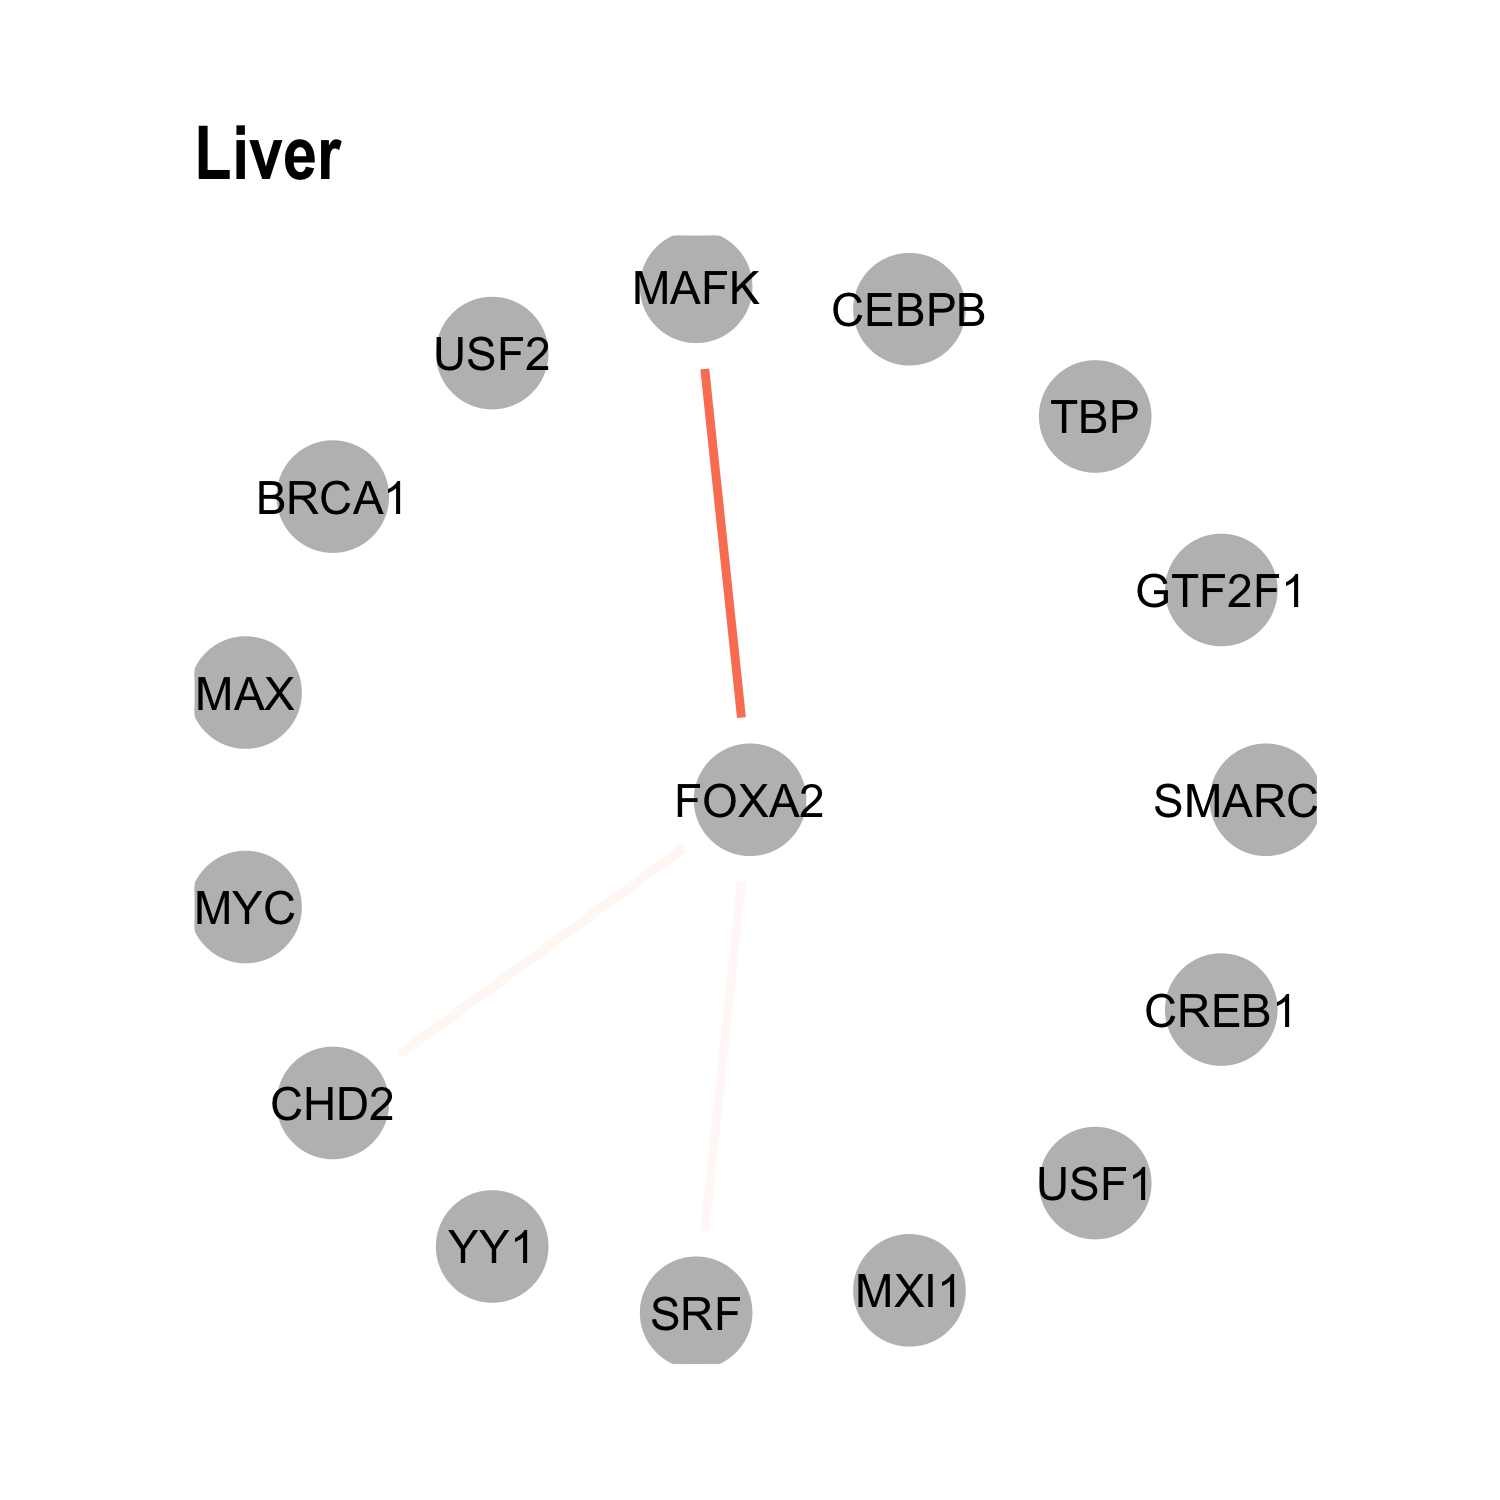 Liver
MAFK
CEBPB
USF2
TBP
BRCA1
GTF2F1
MAX
FOXA2
SMARC
MYC
CREB1
CHD2
USF1
YY1
MXI1
SRF